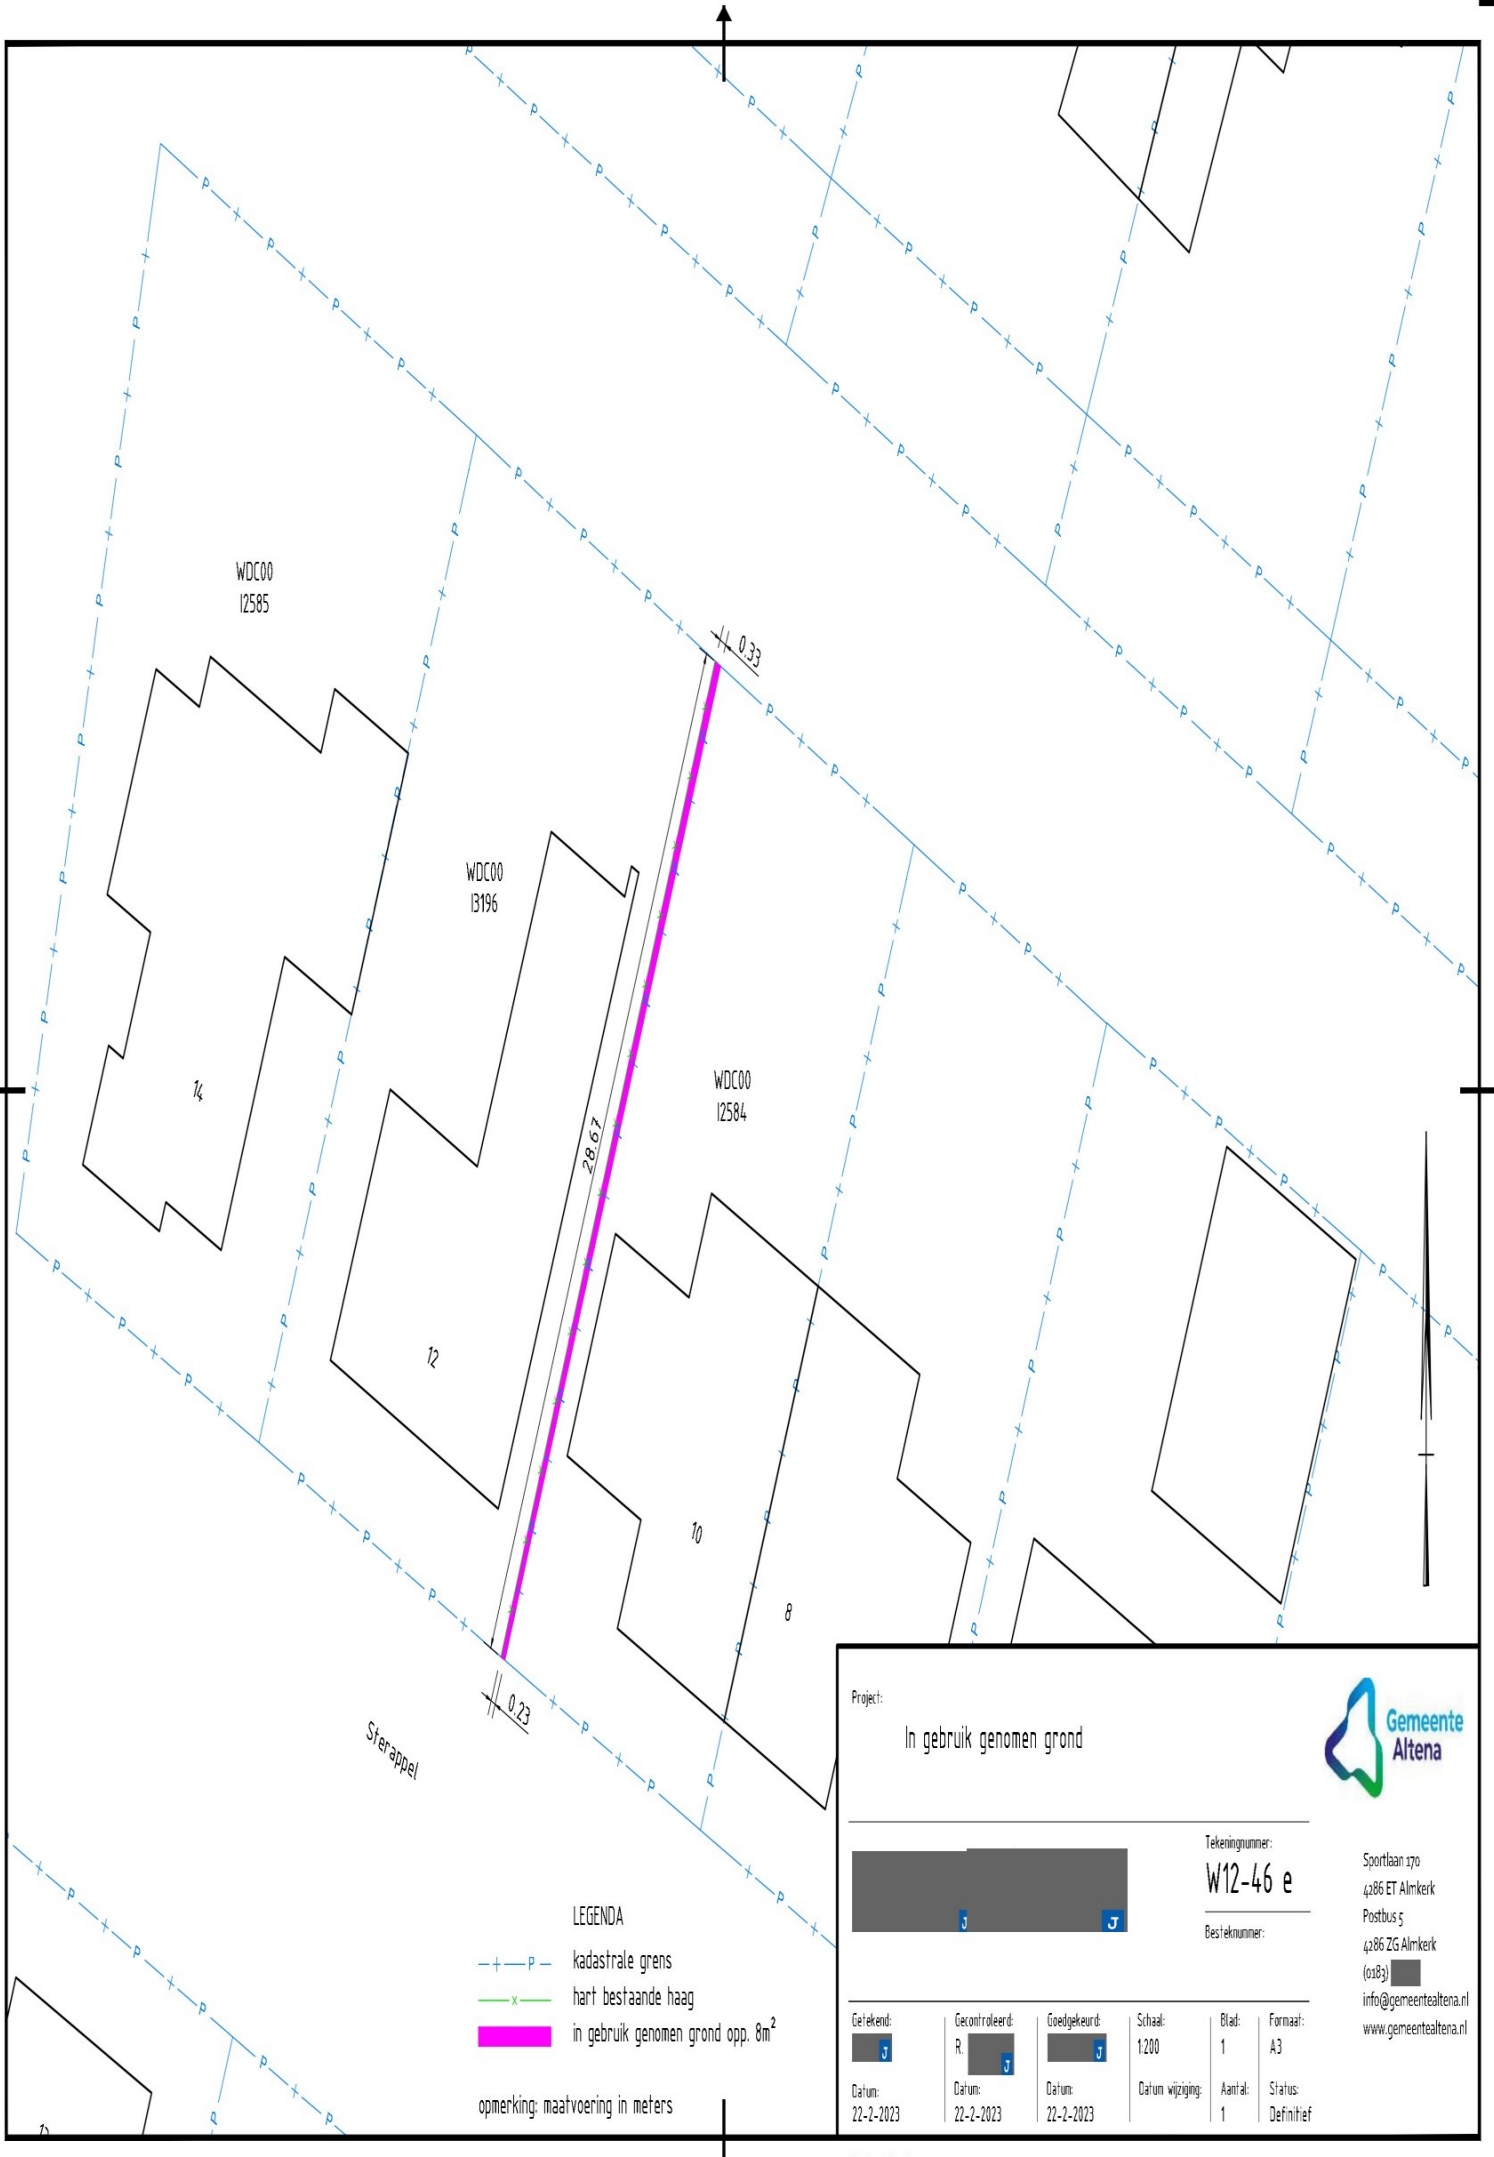 0.33
WDC00
I2585
WDC00
I3196
WDC00
I2584
28.67
14
12
10
8
0.23
Sterappel
LEGENDA
kadastrale grens
hart bestaande haag
in gebruik genomen grond opp. 8m²
opmerking: maatvoering in meters
Project:
In gebruik genomen grond
Gemeente
Altena
Tekeningnummer:
W12-46 e
Besteknummer:
Sportlaan 170
4286 ET Almkerk
Postbus 5
4286 ZG Almkerk
(0183)
info@gemeentealtena.nl
www.gemeentealtena.nl
J
J
Getekend: Gecontroleerd: Goedgekeurd: Schaal: Blad: Formaat:
J R. J J 1:200 1 A3
Datum: Datum: Datum: Datum wijziging: Aantal: Status:
22-2-2023 22-2-2023 22-2-2023 1 Definitief